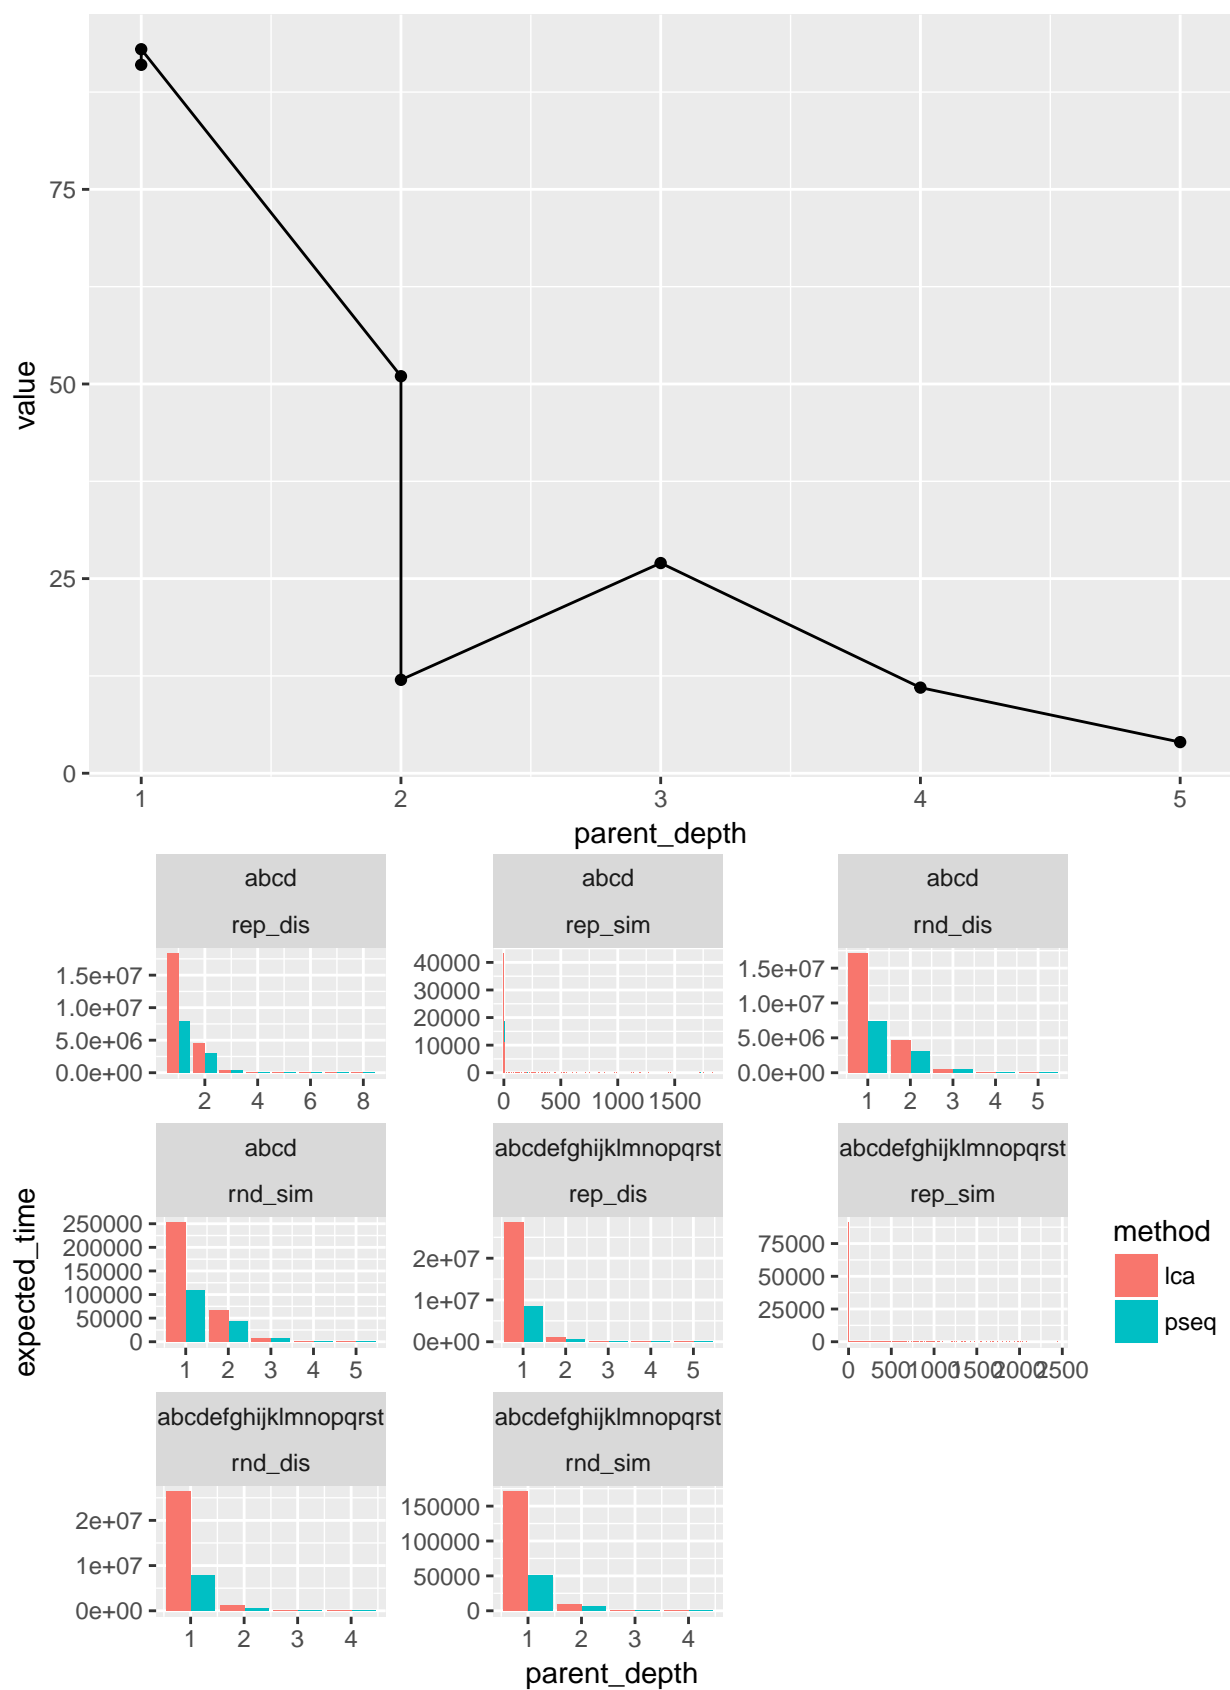 75
50
25
0
value
1 2 3 4 5
parent_depth
abcd abcd abcd
rep_dis rep_sim rnd_dis
1.5e+07
1.0e+07
5.0e+06
0.0e+00
2 4 6 8
40000
30000
20000
10000
0
0 500 1000 1500
1.5e+07
1.0e+07
5.0e+06
0.0e+00
1 2 3 4 5
abcd abcdefghijklmnopqrst abcdefghijklmnopqrst
rnd_sim rep_dis rep_sim
250000
200000
150000
100000
50000
0
1 2 3 4 5
2e+07
1e+07
0e+00
1 2 3 4 5
75000
50000
25000
0
0 500 1000 1500 2000 2500
expected_time
method
lca
pseq
abcdefghijklmnopqrst abcdefghijklmnopqrst
rnd_dis rnd_sim
2e+07
1e+07
0e+00
1 2 3 4
150000
100000
50000
0
1 2 3 4
parent_depth